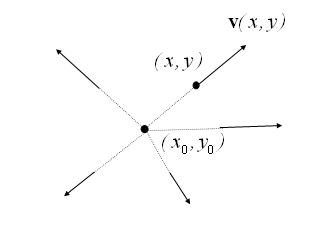 v(x, y)
(x, y)
(x₀, y₀)